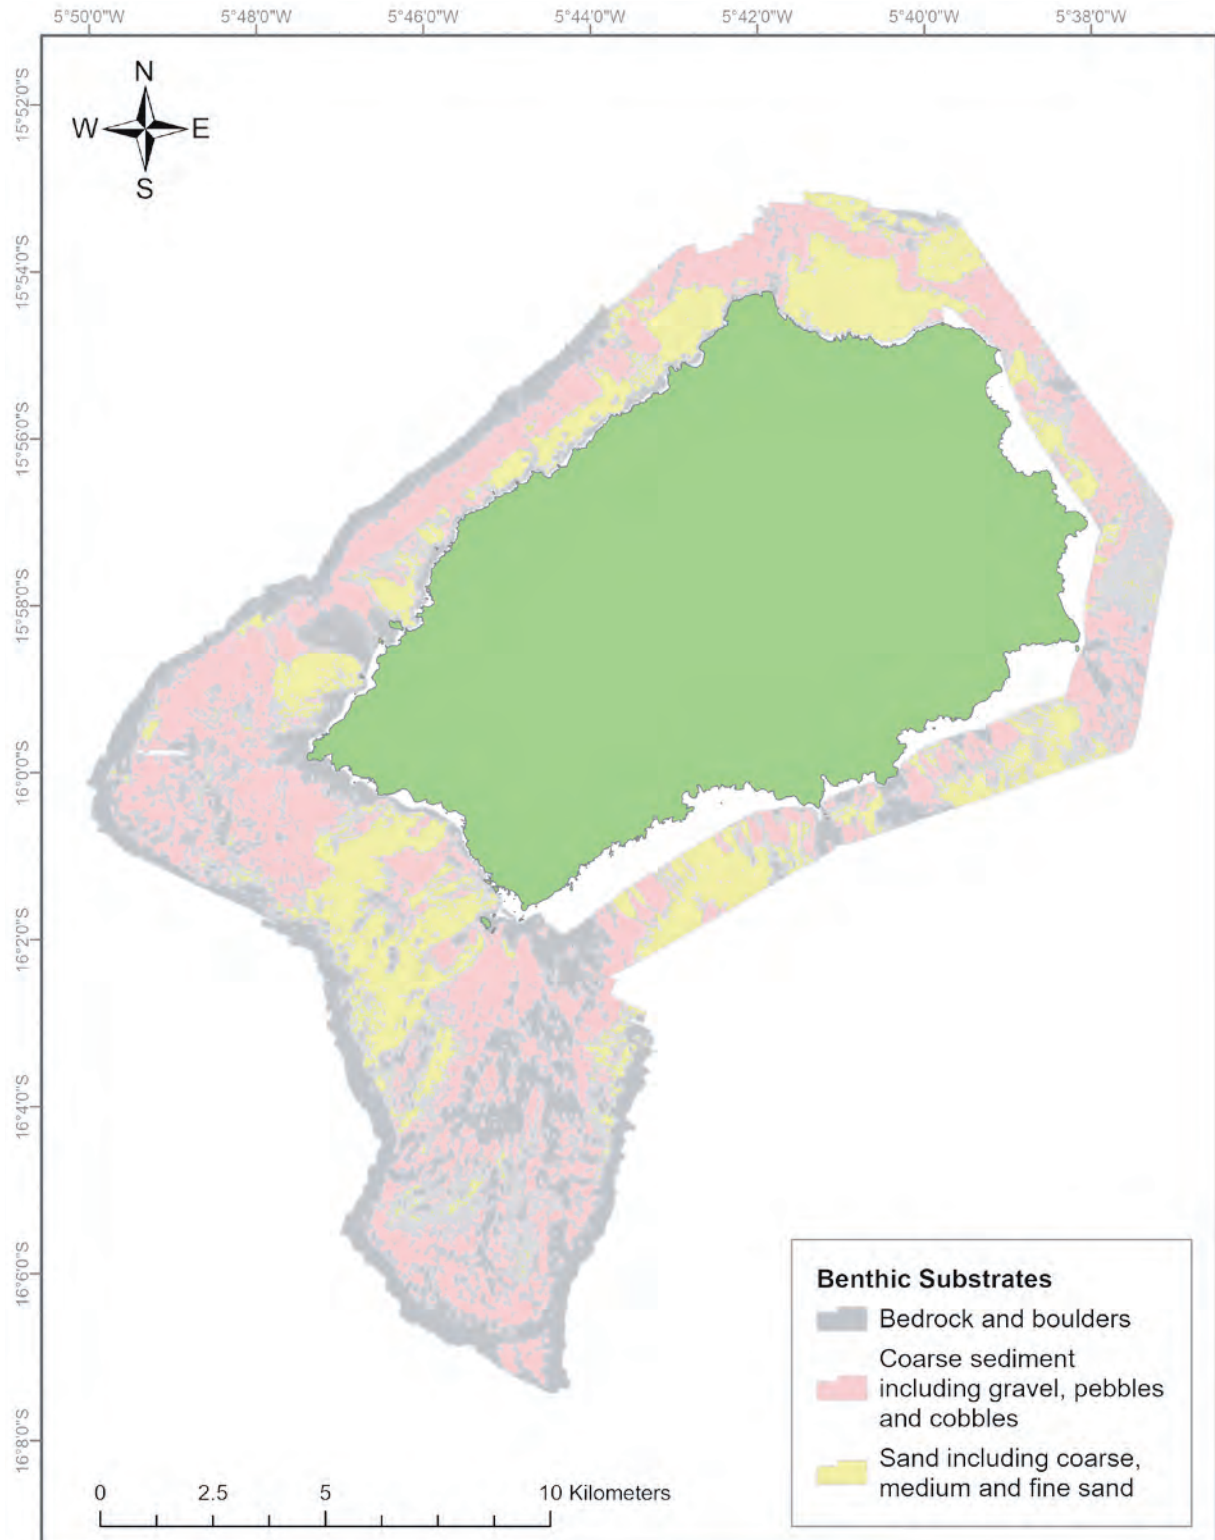 5°50'0"W 5°48'0"W 5°46'0"W 5°44'0"W 5°42'0"W 5°40'0"W 5°38'0"W
N
W E
S
15°52'0"S
15°54'0"S
15°56'0"S
15°58'0"S
16°0'0"S
16°2'0"S
16°4'0"S
16°6'0"S
16°8'0"S
Benthic Substrates
Bedrock and boulders
Coarse sediment
including gravel, pebbles
and cobbles
Sand including coarse,
medium and fine sand
0 2.5 5 10 Kilometers